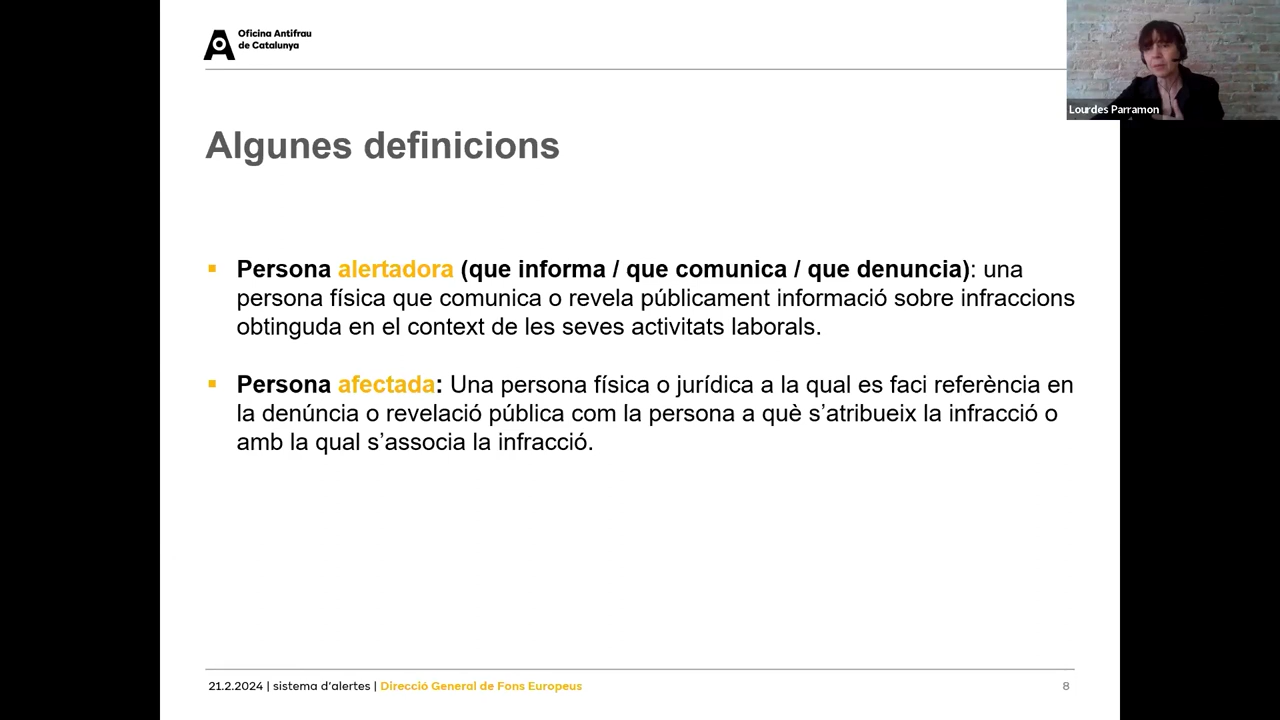 Oficina Antifrau
de Catalunya
Lourdes Parramon
Algunes definicions
▪ Persona alertadora (que informa / que comunica / que denuncia): una
persona física que comunica o revela públicament informació sobre infraccions
obtinguda en el context de les seves activitats laborals.
▪ Persona afectada: Una persona física o jurídica a la qual es faci referència en
la denúncia o revelació pública com la persona a què s’atribueix la infracció o
amb la qual s’associa la infracció.
21.2.2024 | sistema d’alertes | Direcció General de Fons Europeus
8